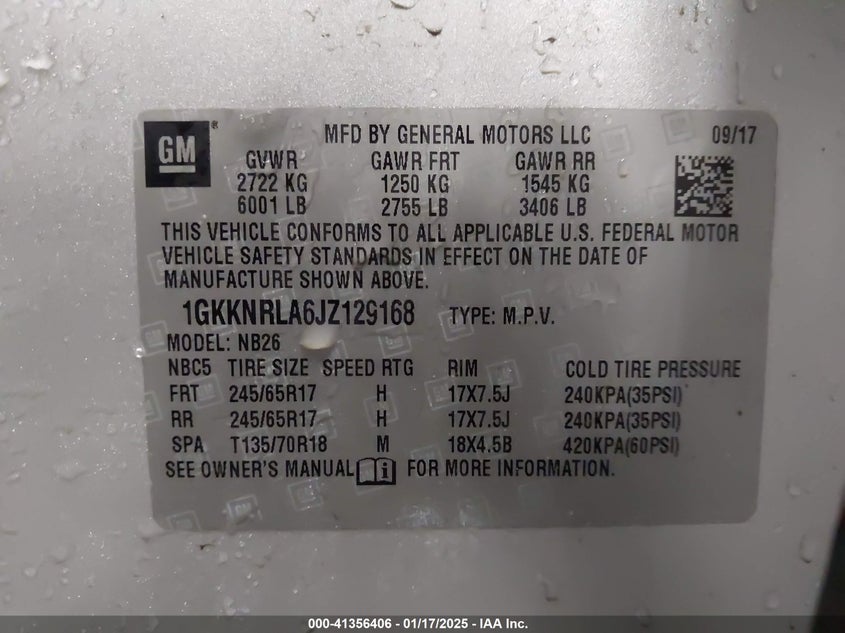 GM
MFD BY GENERAL MOTORS LLC 09/17
GVWR GAWR FRT GAWR RR
2722 KG 1250 KG 1545 KG
6001 LB 2755 LB 3406 LB
THIS VEHICLE CONFORMS TO ALL APPLICABLE U.S. FEDERAL MOTOR
VEHICLE SAFETY STANDARDS IN EFFECT ON THE DATE OF
MANUFACTURE SHOWN ABOVE.
1GKKNRLA6JZ129168 TYPE: M.P.V.
MODEL: NB26
NBC5 TIRE SIZE SPEED RTG RIM COLD TIRE PRESSURE
FRT 245/65R17 H 17X7.5J 240KPA(35PSI)
RR 245/65R17 H 17X7.5J 240KPA(35PSI)
SPA T135/70R18 M 18X4.5B 420KPA(60PSI)
SEE OWNER'S MANUAL i FOR MORE INFORMATION.
000-41356406 — 01/17/2025 — IAA Inc.